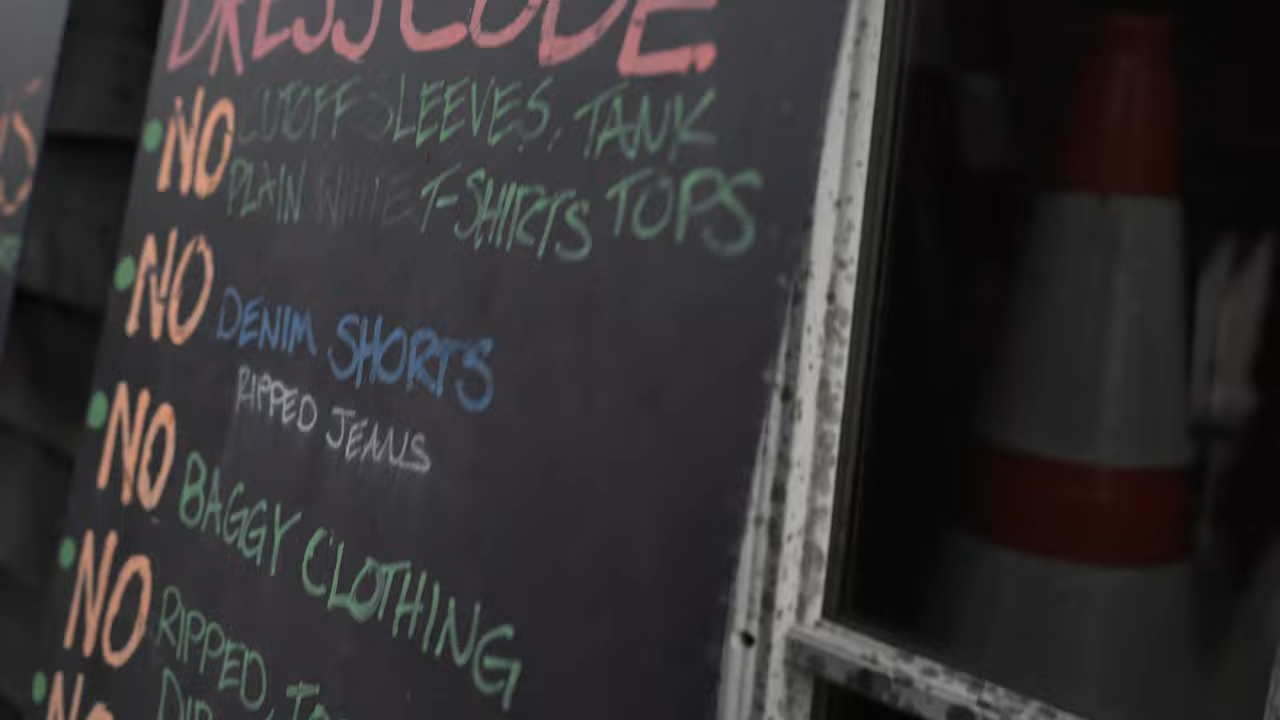 DRESS CODE
• NO CUTOFF SLEEVES, TANK
PLAIN WHITE T-SHIRTS TOPS
• NO DENIM SHORTS
RIPPED JEANS
• NO BAGGY CLOTHING
• NO RIPPED,
• NO